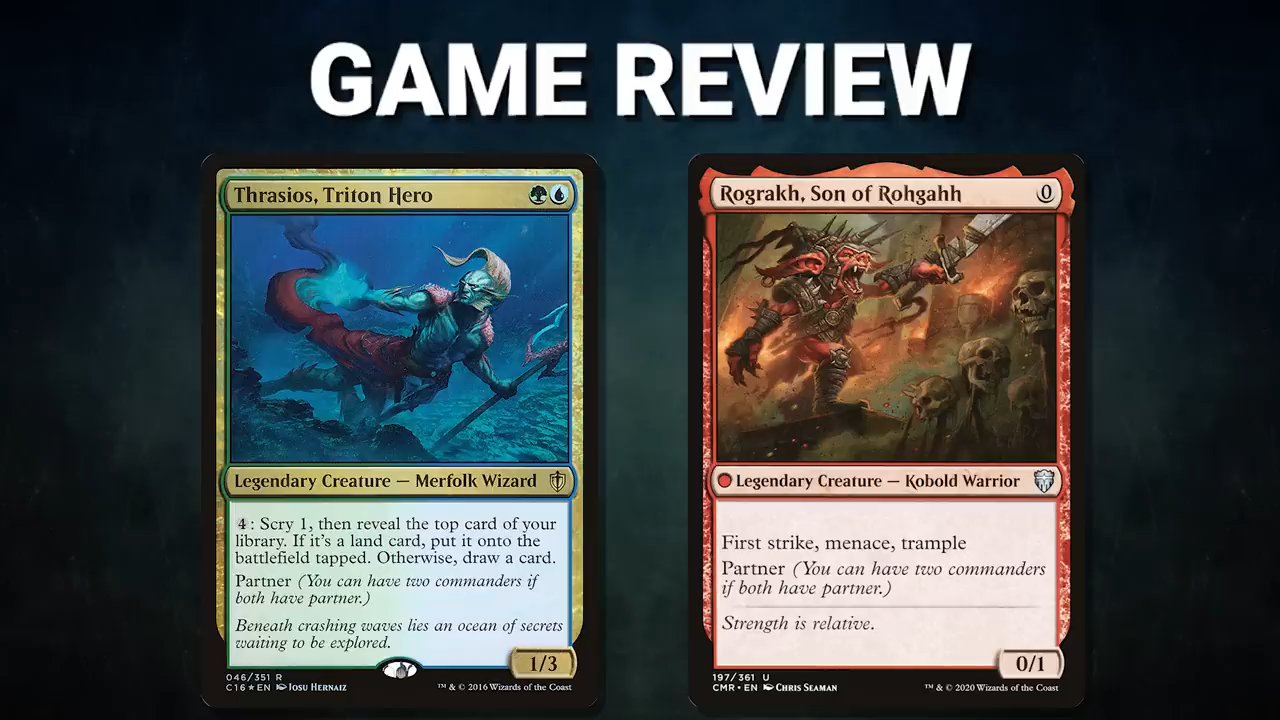 GAME REVIEW
Thrasios, Triton Hero
Legendary Creature — Merfolk Wizard
4: Scry 1, then reveal the top card of your
library. If it's a land card, put it onto the
battlefield tapped. Otherwise, draw a card.
Partner (You can have two commanders if
both have partner.)
Beneath crashing waves lies an ocean of secrets
waiting to be explored.
1/3
046/351 R
C16★EN Josu Hernaiz
™ & © 2016 Wizards of the Coast
Rograkh, Son of Rohgahh 0
Legendary Creature — Kobold Warrior
First strike, menace, trample
Partner (You can have two commanders
if both have partner.)
Strength is relative.
0/1
197/361 U
CMR • EN Chris Seaman
™ & © 2020 Wizards of the Coast